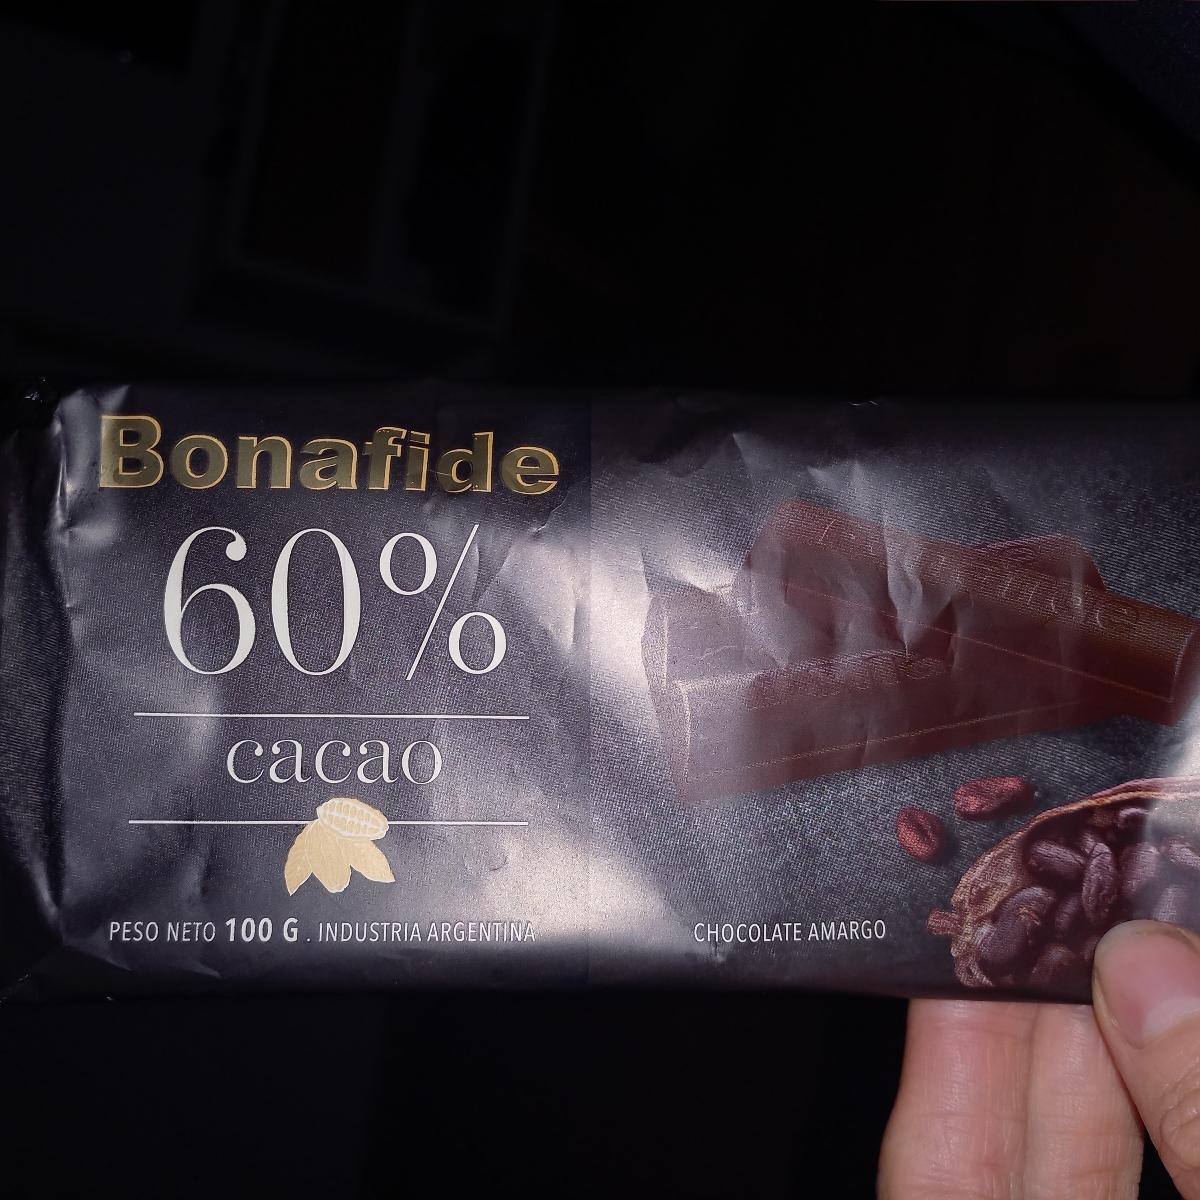 Bonafide
60%
cacao
PESO NETO 100 G . INDUSTRIA ARGENTINA
CHOCOLATE AMARGO